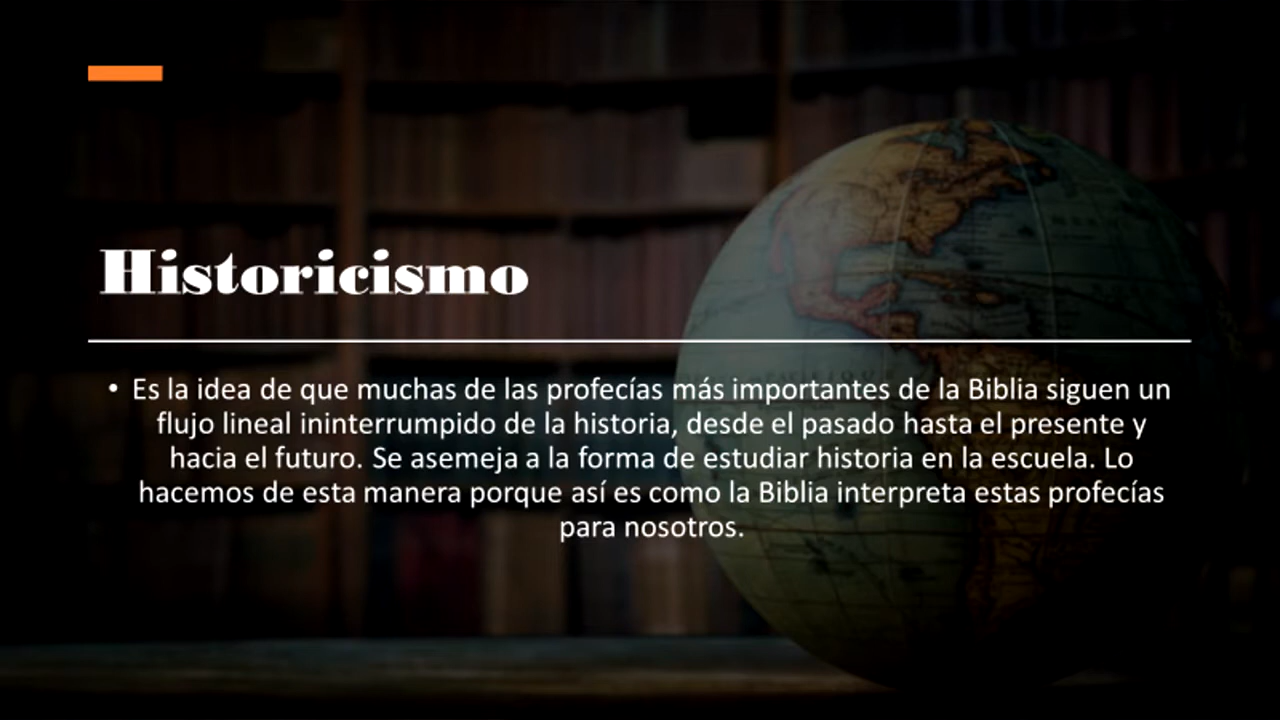 Historicismo
• Es la idea de que muchas de las profecías más importantes de la Biblia siguen un
flujo lineal ininterrumpido de la historia, desde el pasado hasta el presente y
hacia el futuro. Se asemeja a la forma de estudiar historia en la escuela. Lo
hacemos de esta manera porque así es como la Biblia interpreta estas profecías
para nosotros.